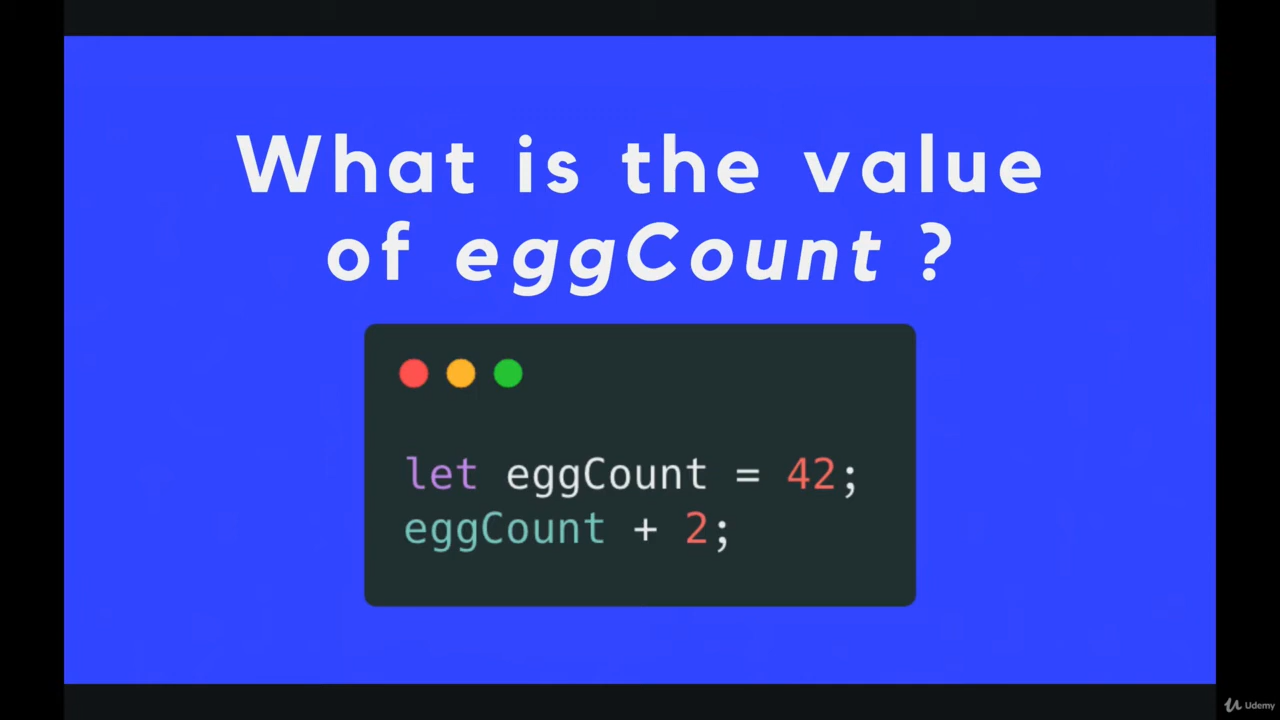 What is the value
of eggCount ?
let eggCount = 42;
eggCount + 2;
Udemy